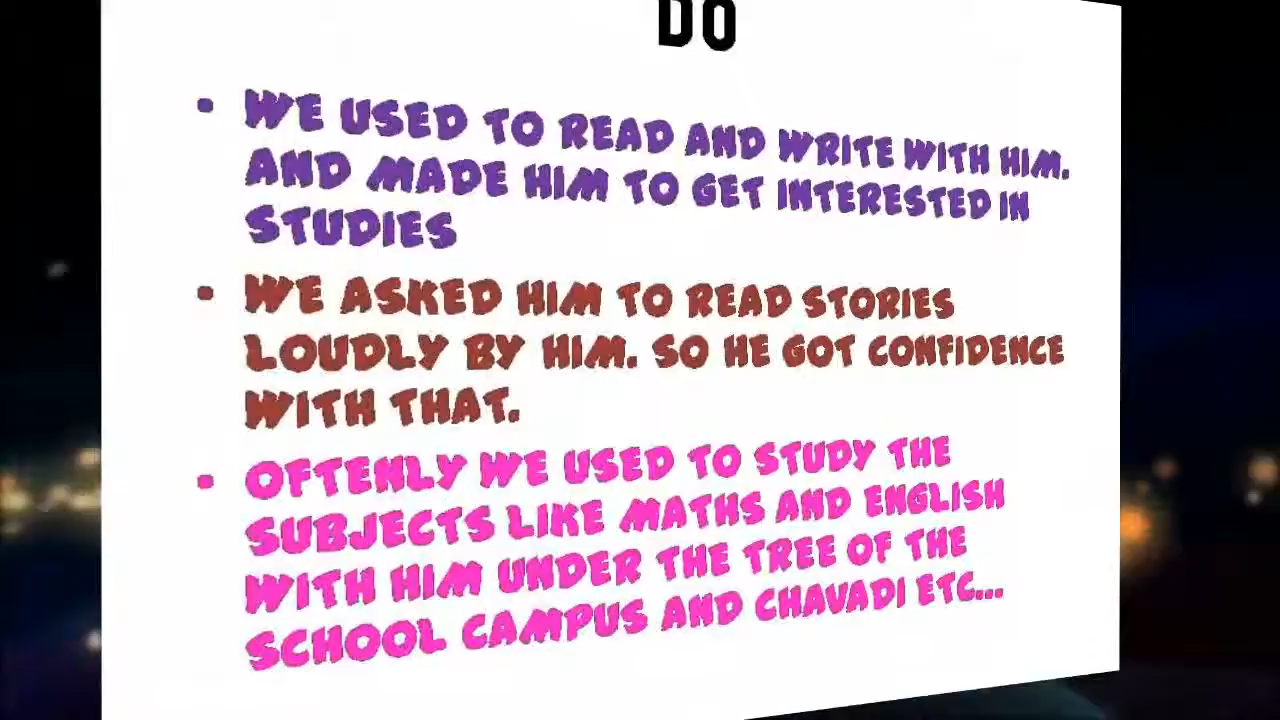 DO
• WE USED TO READ AND WRITE WITH HIM.
AND MADE HIM TO GET INTERESTED IN
STUDIES
• WE ASKED HIM TO READ STORIES
LOUDLY BY HIM. SO HE GOT CONFIDENCE
WITH THAT.
• OFTENLY WE USED TO STUDY THE
SUBJECTS LIKE MATHS AND ENGLISH
WITH HIM UNDER THE TREE OF THE
SCHOOL CAMPUS AND CHAVADI ETC...